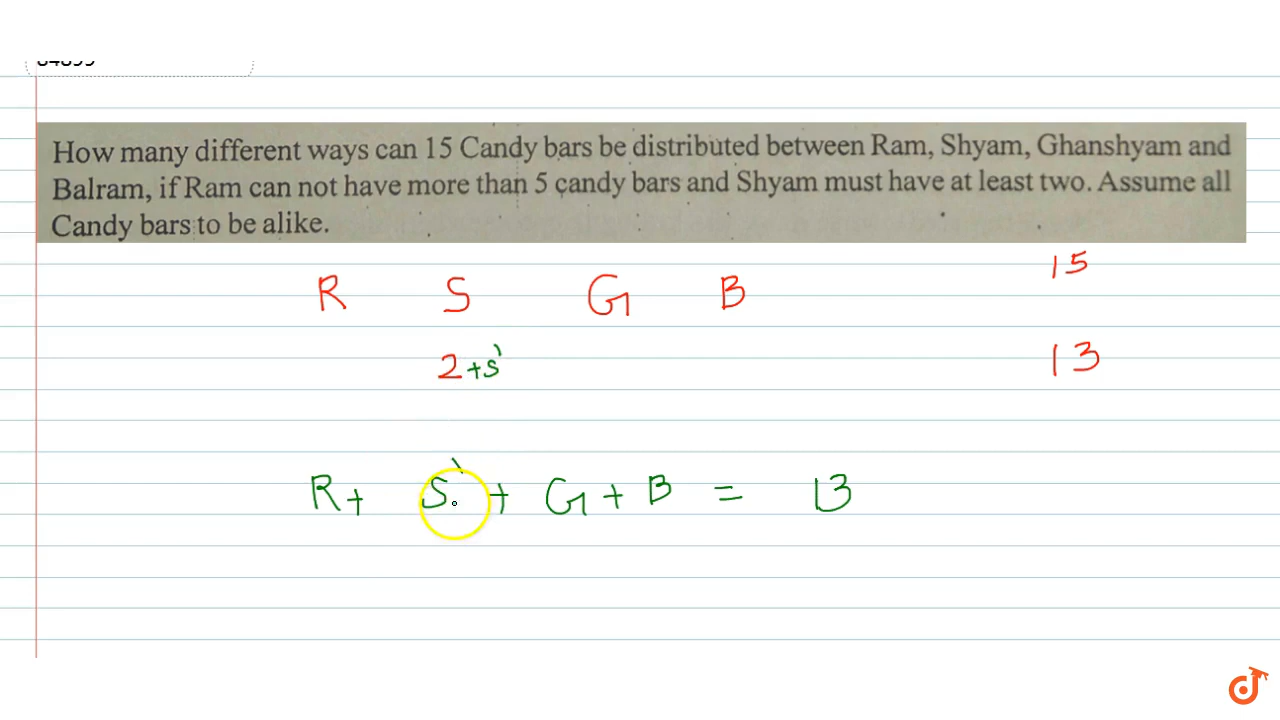 How many different ways can 15 Candy bars be distributed between Ram, Shyam, Ghanshyam and
Balram, if Ram can not have more than 5 candy bars and Shyam must have at least two. Assume all
Candy bars to be alike.
15
R S G B
2+s' 13
R+ S' + G + B = 13